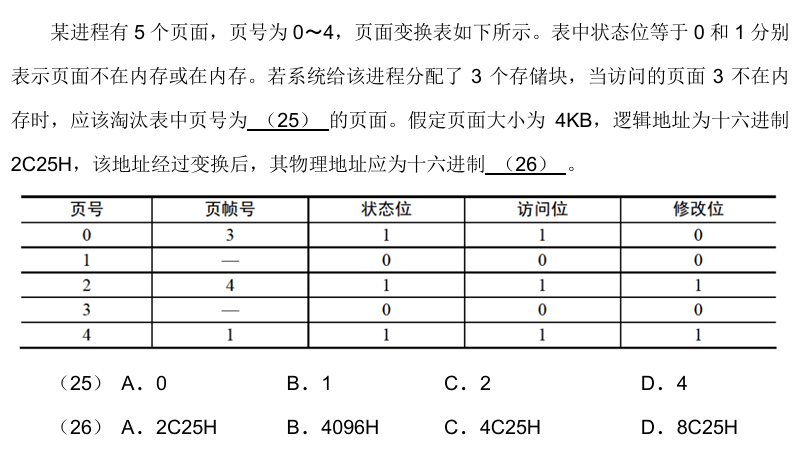 某进程有 5 个页面，页号为 0～4，页面变换表如下所示。表中状态位等于 0 和 1 分别
表示页面不在内存或在内存。若系统给该进程分配了 3 个存储块，当访问的页面 3 不在内
存时，应该淘汰表中页号为 （25） 的页面。假定页面大小为 4KB，逻辑地址为十六进制
2C25H，该地址经过变换后，其物理地址应为十六进制 （26） 。
页号 页帧号 状态位 访问位 修改位
0 3 1 1 0
1 — 0 0 0
2 4 1 1 1
3 — 0 0 0
4 1 1 1 1
（25） A．0 B．1 C．2 D．4
（26） A．2C25H B．4096H C．4C25H D．8C25H